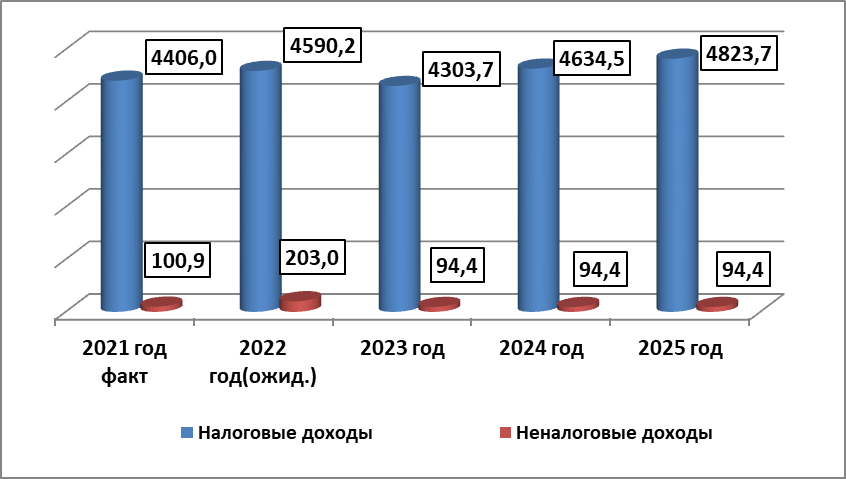 4406,0
4590,2
4303,7
4634,5
4823,7
100,9
203,0
94,4
94,4
94,4
2021 год
факт
2022
год(ожид.)
2023 год
2024 год
2025 год
Налоговые доходы
Неналоговые доходы